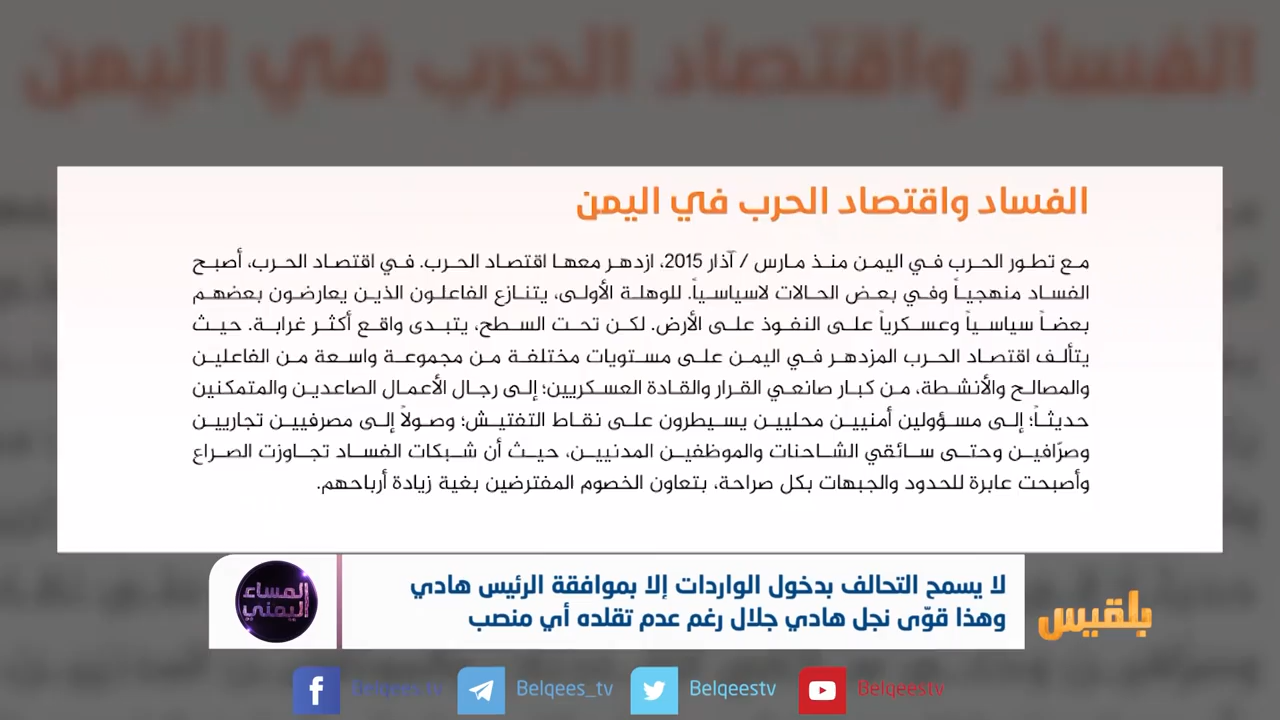 الفساد واقتصاد الحرب في اليمن
الفساد واقتصاد الحرب في اليمن
مع تطور الحرب في اليمن منذ مارس / آذار 2015، ازدهر معها اقتصاد الحرب. في اقتصاد الحرب، أصبح
الفساد منهجياً وفي بعض الحالات لاسياسياً. للوهلة الأولى، يتنازع الفاعلون الذين يعارضون بعضهم
بعضاً سياسياً وعسكرياً على النفوذ على الأرض. لكن تحت السطح، يتبدى واقع أكثر غرابة. حيث
يتألف اقتصاد الحرب المزدهر في اليمن على مستويات مختلفة من مجموعة واسعة من الفاعلين
والمصالح والأنشطة، من كبار صانعي القرار والقادة العسكريين؛ إلى رجال الأعمال الصاعدين والمتمكنين
حديثاً؛ إلى مسؤولين أمنيين محليين يسيطرون على نقاط التفتيش؛ وصولاً إلى مصرفيين تجاريين
وصرّافين وحتى سائقي الشاحنات والموظفين المدنيين، حيث أن شبكات الفساد تجاوزت الصراع
وأصبحت عابرة للحدود والجبهات بكل صراحة، بتعاون الخصوم المفترضين بغية زيادة أرباحهم.
لا يسمح التحالف بدخول الواردات إلا بموافقة الرئيس هادي
وهذا قوّى نجل هادي جلال رغم عدم تقلده أي منصب
المساء
اليمني
بلقيس
Belqees.tv
Belqees_tv
Belqeestv
Belqeestv